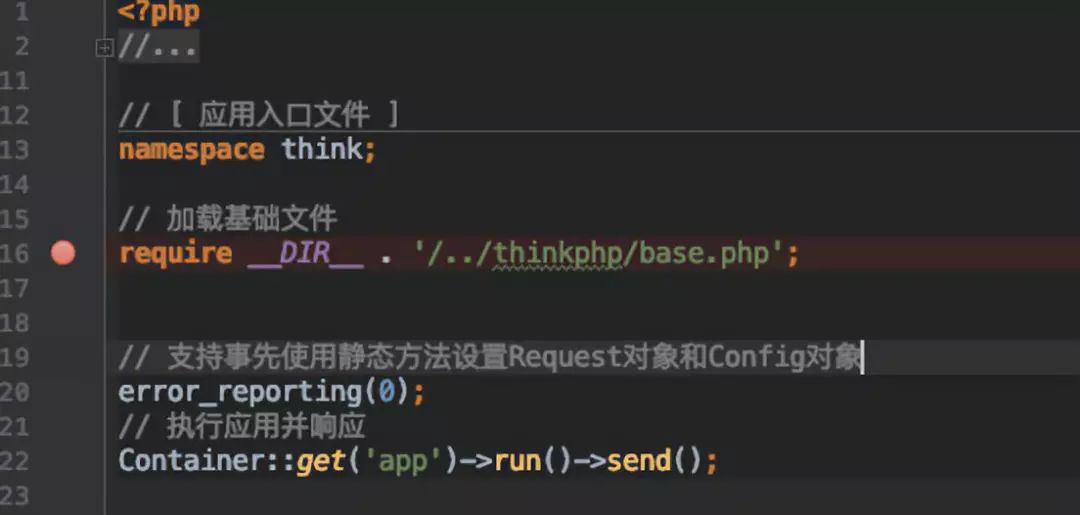 1 <?php
2 //...
11
12 // [ 应用入口文件 ]
13 namespace think;
14
15 // 加载基础文件
16 require __DIR__ . '/../thinkphp/base.php';
17
18
19 // 支持事先使用静态方法设置Request对象和Config对象
20 error_reporting(0);
21 // 执行应用并响应
22 Container::get('app')->run()->send();
23